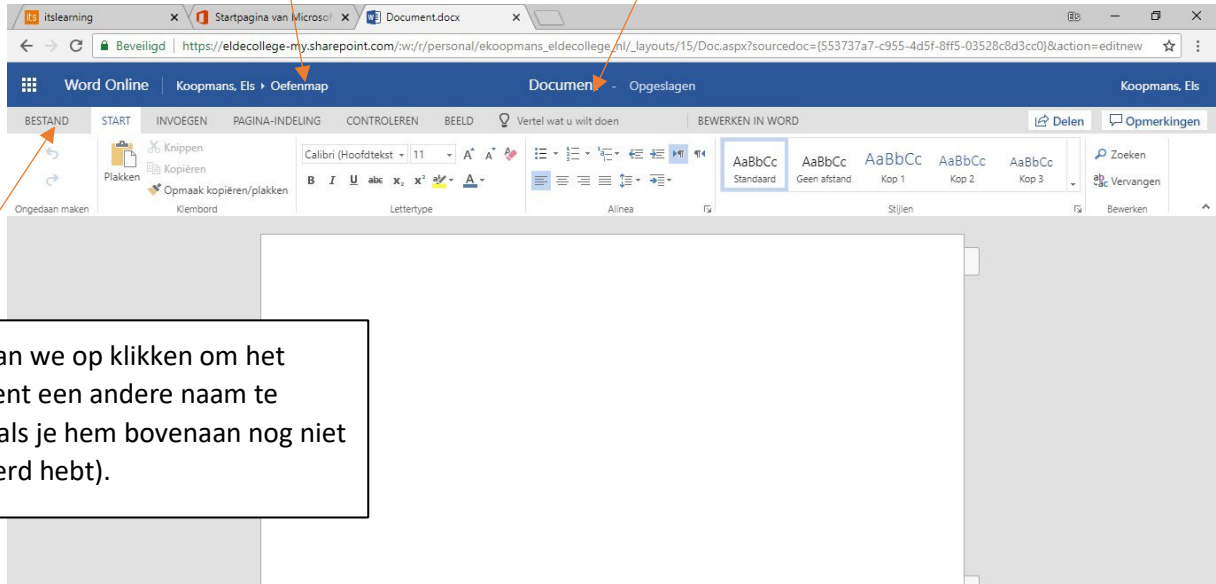 its itslearning Startpagina van Microsof Document.docx
Beveiligd https://eldecollege-my.sharepoint.com/:w:/r/personal/ekoopmans_eldecollege_nl/_layouts/15/Doc.aspx?sourcedoc={553737a7-c955-4d5f-8ff5-03528c8d3cc0}&action=editnew
Word Online Koopmans, Els Oefenmap Document - Opgeslagen Koopmans, Els
BESTAND START INVOEGEN PAGINA-INDELING CONTROLEREN BEELD Vertel wat u wilt doen BEWERKEN IN WORD Delen Opmerkingen
Knippen
Kopiëren
Plakken
Opmaak kopiëren/plakken
Calibri (Hoofdtekst 11
B I U abc x₂ x²
AaBbCc AaBbCc AaBbCc AaBbCc AaBbCc
Standaard Geen afstand Kop 1 Kop 2 Kop 3
Zoeken
Vervangen
Ongedaan maken Klembord Lettertype Alinea Stijlen Bewerken
an we op klikken om het
ent een andere naam te
als je hem bovenaan nog niet
erd hebt).